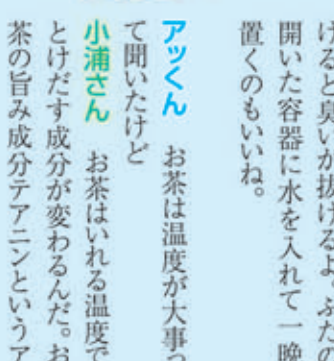 けると臭いが抜けるよ。ふたの
開いた容器に水を入れて一晩
置くのもいいね。
アッくん　お茶は温度が大事っ
て聞いたけど
小浦さん　お茶はいれる温度で
とけだす成分が変わるんだ。お
茶の旨み成分テアニンというア